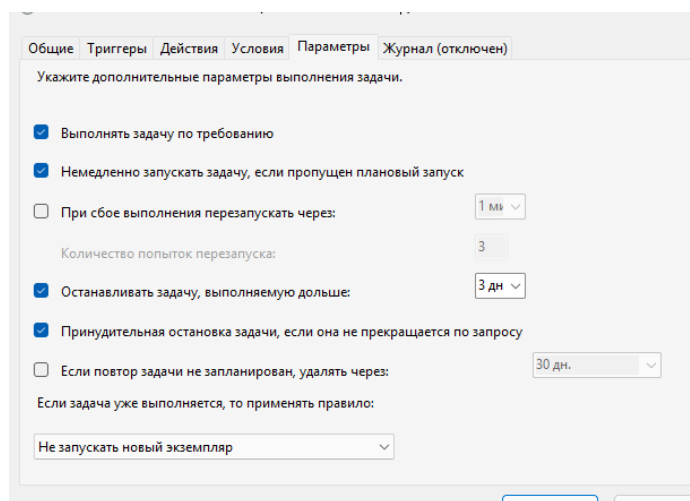 Общие Триггеры Действия Условия Параметры Журнал (отключен)
Укажите дополнительные параметры выполнения задачи.
Выполнять задачу по требованию
Немедленно запускать задачу, если пропущен плановый запуск
При сбое выполнения перезапускать через: 1 ми
Количество попыток перезапуска: 3
Останавливать задачу, выполняемую дольше: 3 дн
Принудительная остановка задачи, если она не прекращается по запросу
Если повтор задачи не запланирован, удалять через: 30 дн.
Если задача уже выполняется, то применять правило:
Не запускать новый экземпляр